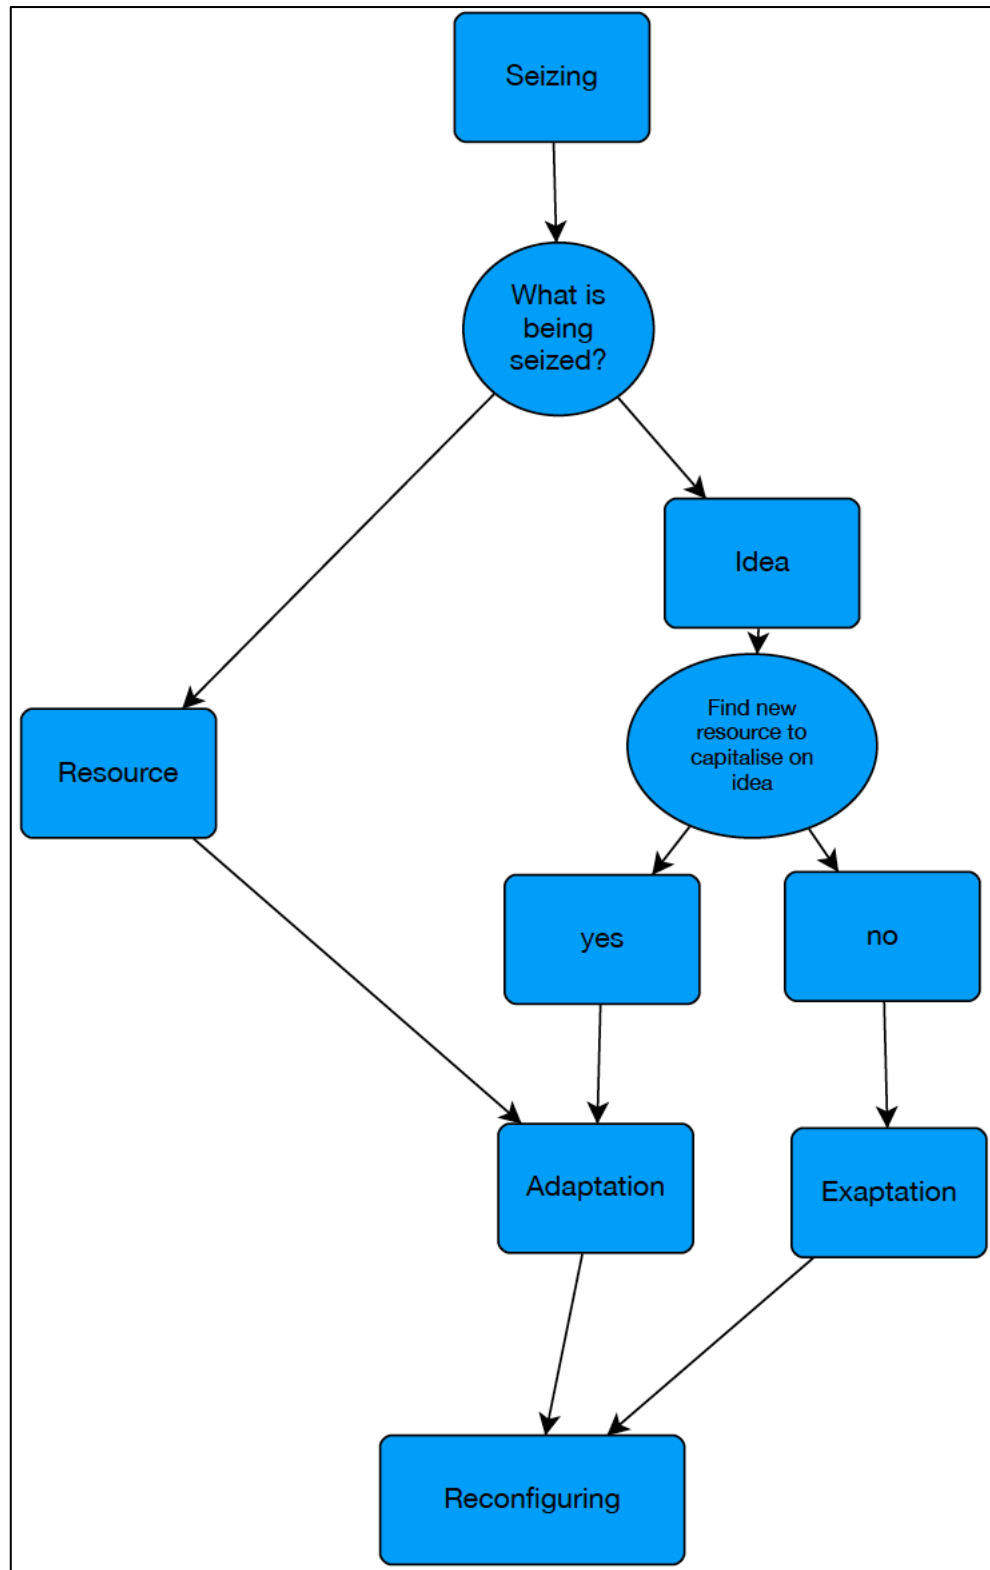 Seizing
What is
being
seized?
Idea
Find new
resource to
capitalise on
idea
Resource
yes
no
Adaptation
Exaptation
Reconfiguring